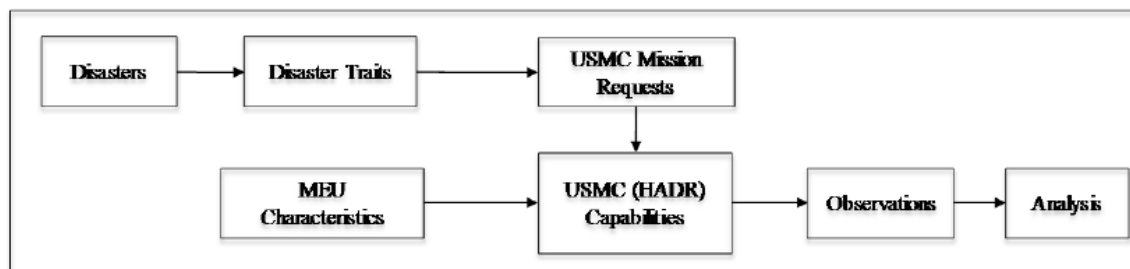 Disasters
Disaster Traits
USMC Mission
Requests
MEU
Characteristics
USMC (HADR)
Capabilities
Observations
Analysis